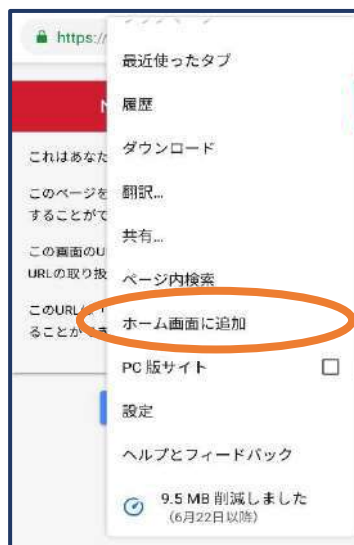 https://
最近使ったタブ
履歴
ダウンロード
翻訳...
共有...
ページ内検索
ホーム画面に追加
PC 版サイト
設定
ヘルプとフィードバック
9.5 MB 削減しました
(6月22日以降)
これはあなた
このページを
することがで
この画面のU
URLの取り扱
このURL
ることが